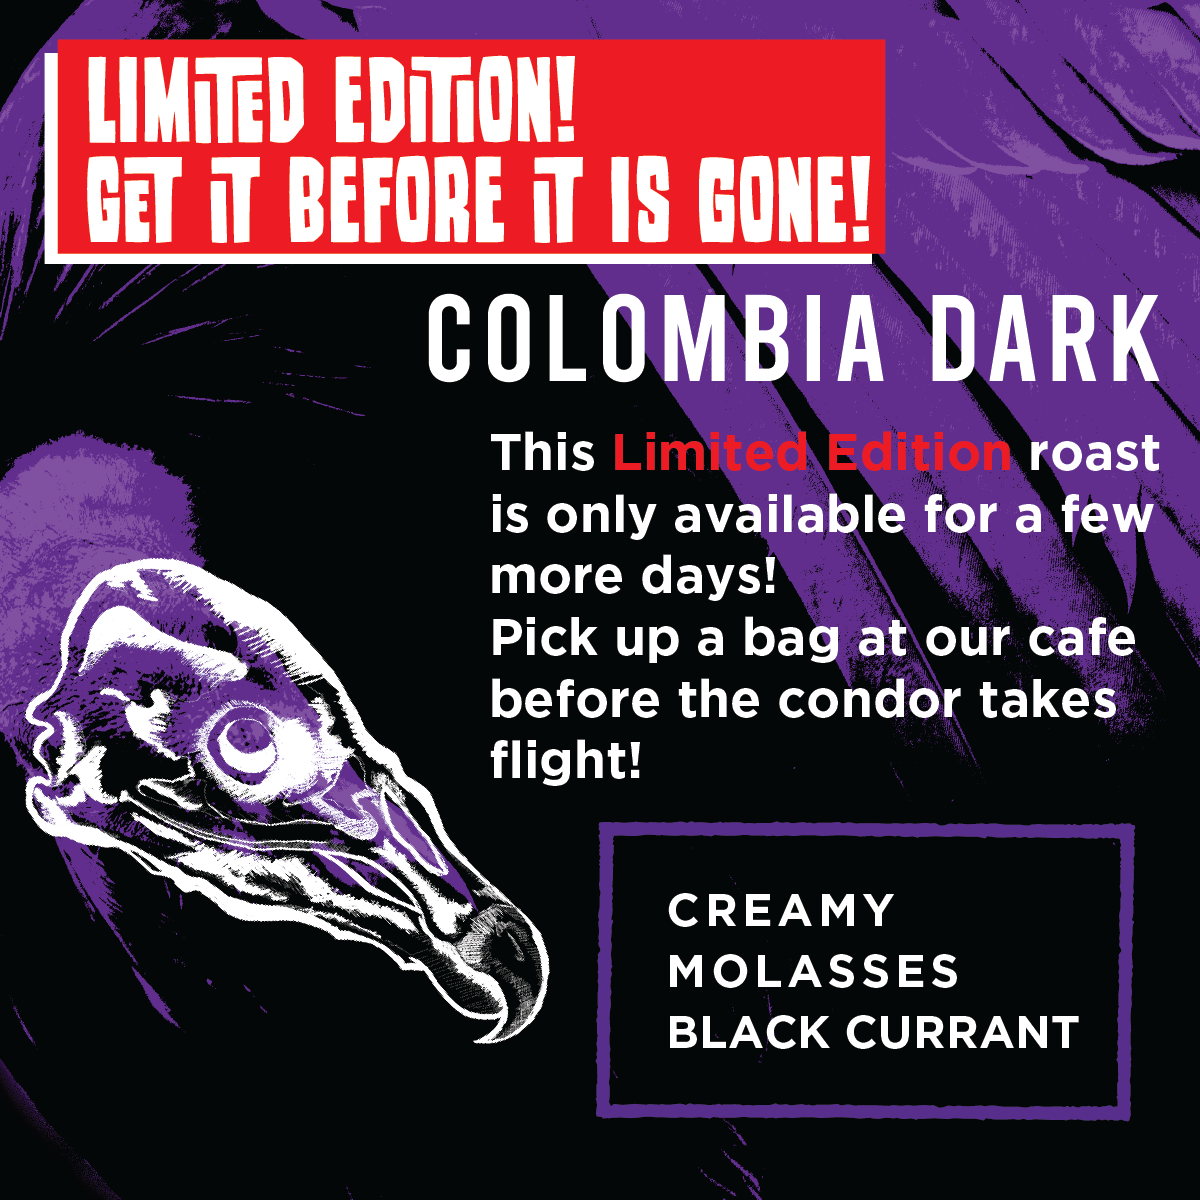 LIMITED EDITION!
GET IT BEFORE IT IS GONE!
COLOMBIA DARK
This Limited Edition roast
is only available for a few
more days!
Pick up a bag at our cafe
before the condor takes
flight!
CREAMY
MOLASSES
BLACK CURRANT